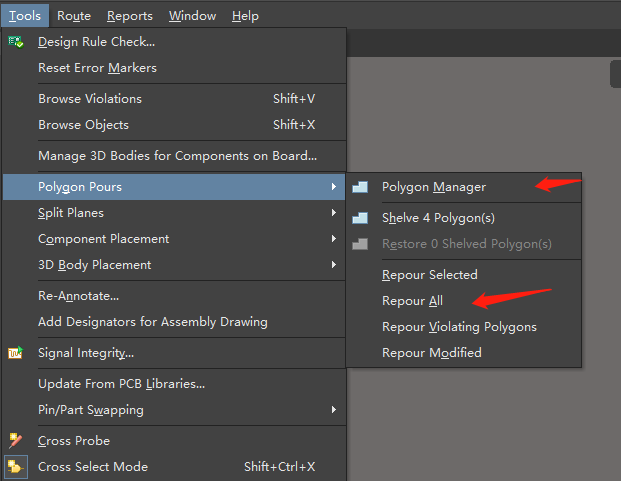 Tools Route Reports Window Help
Design Rule Check...
Reset Error Markers
Browse Violations Shift+V
Browse Objects Shift+X
Manage 3D Bodies for Components on Board...
Polygon Pours
Split Planes
Component Placement
3D Body Placement
Re-Annotate...
Add Designators for Assembly Drawing
Signal Integrity...
Update From PCB Libraries...
Pin/Part Swapping
Cross Probe
Cross Select Mode Shift+Ctrl+X
Polygon Manager
Shelve 4 Polygon(s)
Restore 0 Shelved Polygon(s)
Repour Selected
Repour All
Repour Violating Polygons
Repour Modified